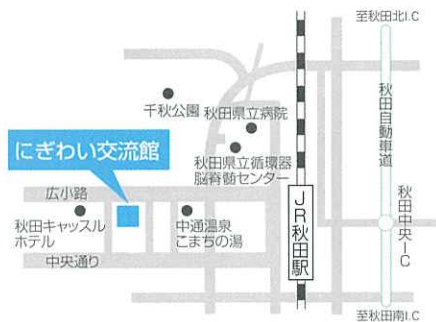 至秋田北I.C
千秋公園
秋田県立病院
秋田自動車道
にぎわい交流館
秋田県立循環器
脳脊髄センター
広小路
秋田キャッスル
ホテル
中通温泉
こまちの湯
JR秋田駅
秋田中央IC
中央通り
至秋田南I.C